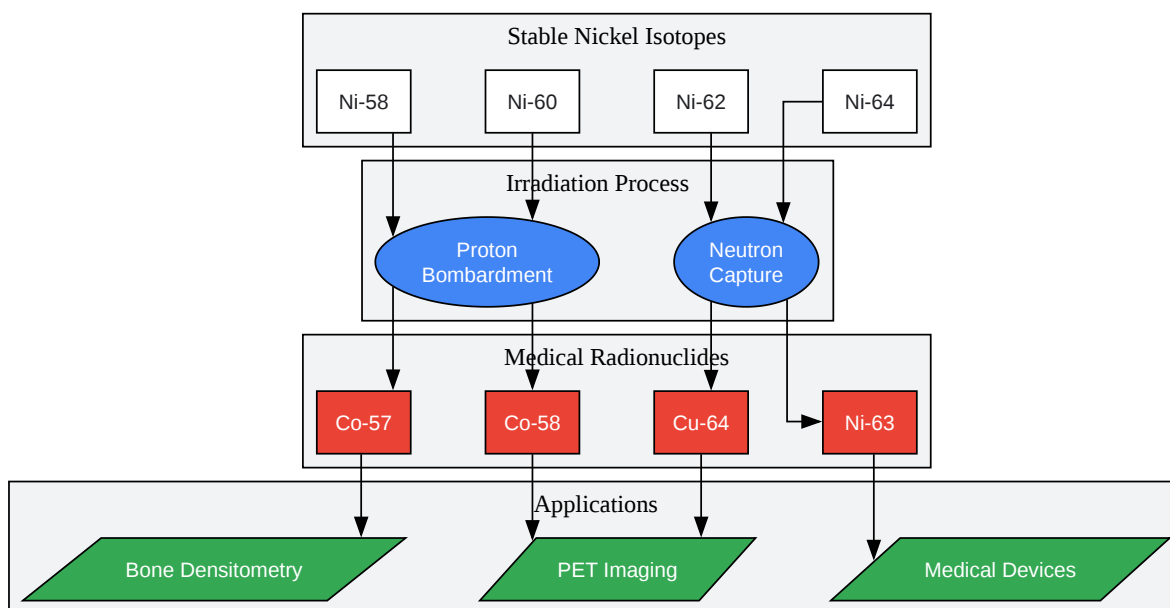 Stable Nickel Isotopes
Ni-58
Ni-60
Ni-62
Ni-64
Irradiation Process
Proton
Bombardment
Neutron
Capture
Medical Radionuclides
Co-57
Co-58
Cu-64
Ni-63
Applications
Bone Densitometry
PET Imaging
Medical Devices